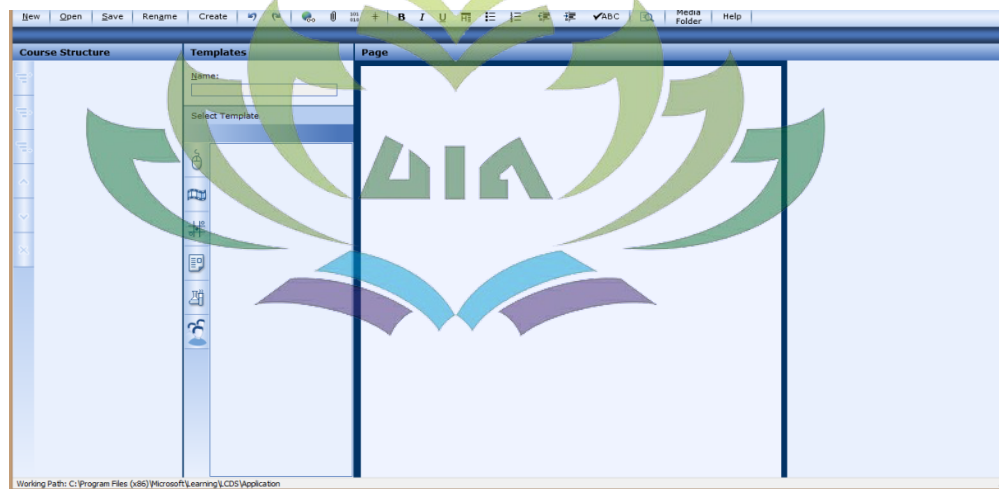 New Open Save Rename Create B I U ABC Media Folder Help
Course Structure Templates Page
Name:
Select Template
Working Path: C:\Program Files (x86)\Microsoft\Learning\LCDS\Application